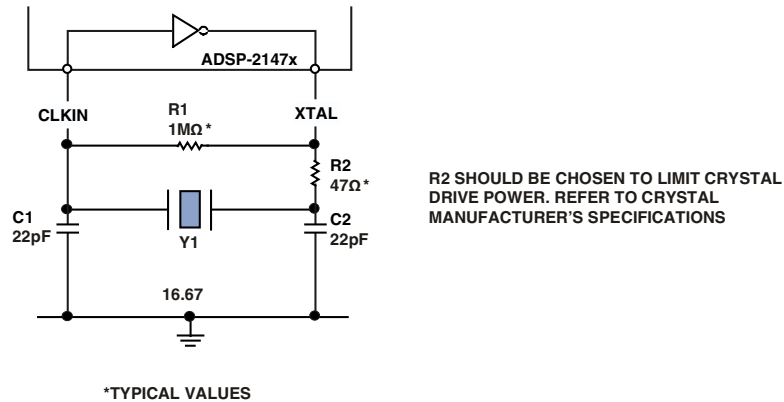 ADSP-2147x
CLKIN
XTAL
R1
1MΩ*
R2
47Ω*
R2 SHOULD BE CHOSEN TO LIMIT CRYSTAL
DRIVE POWER. REFER TO CRYSTAL
MANUFACTURER'S SPECIFICATIONS
C1
22pF
Y1
C2
22pF
16.67
*TYPICAL VALUES